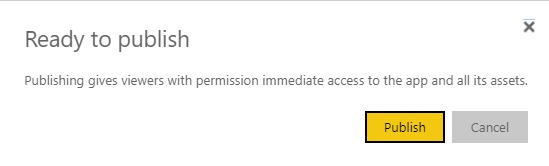 Ready to publish
Publishing gives viewers with permission immediate access to the app and all its assets.
Publish
Cancel